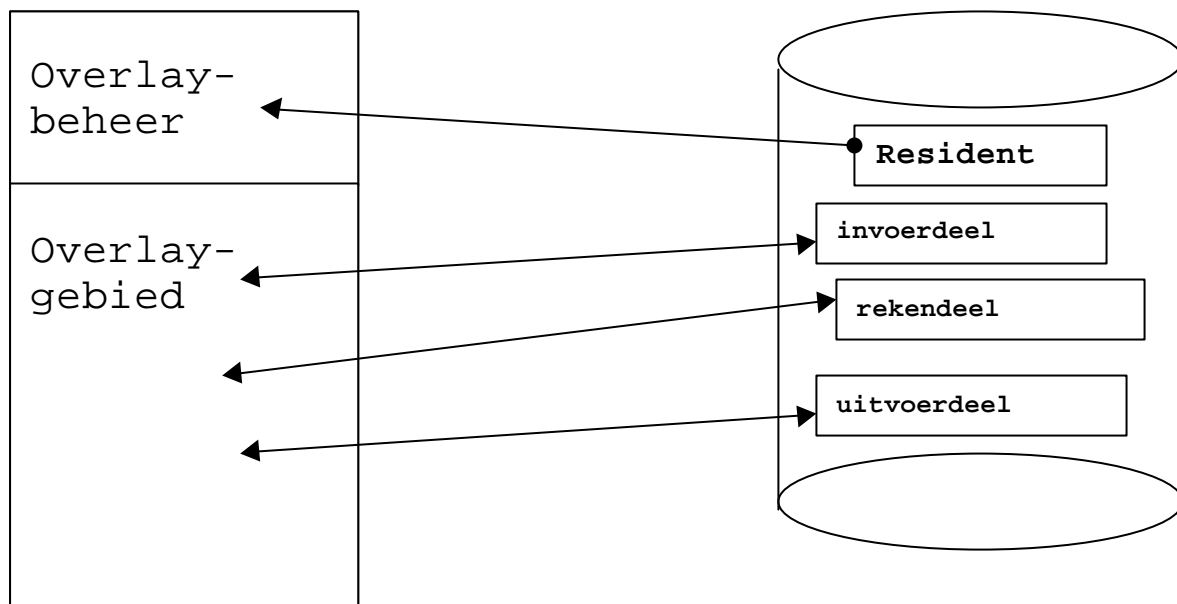 Overlay-
beheer
Overlay-
gebied
Resident
invoerdeel
rekendeel
uitvoerdeel